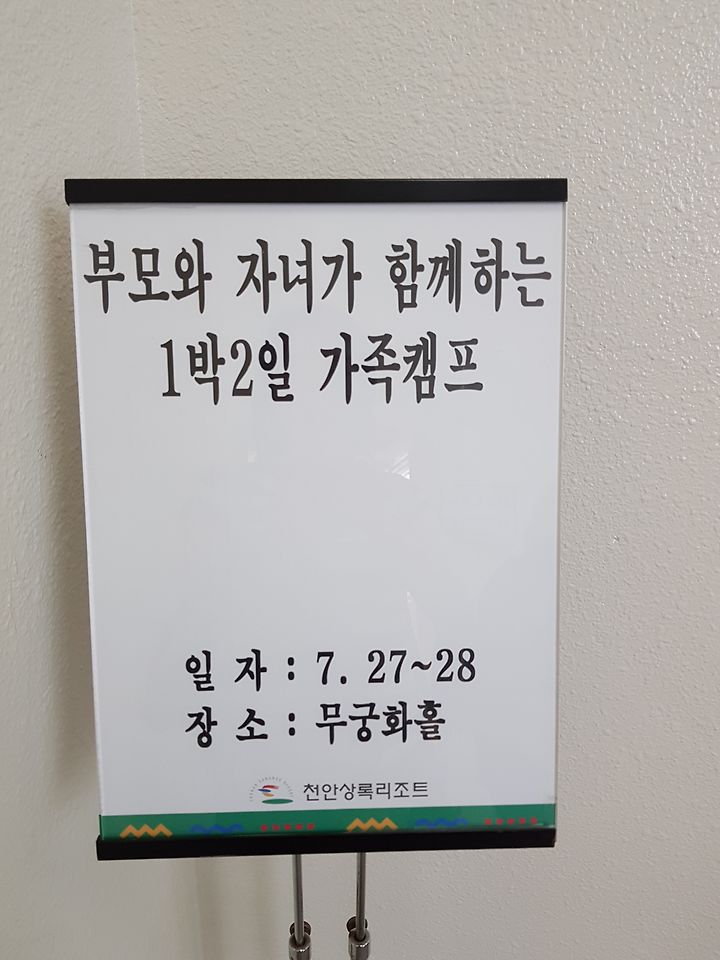 부모와 자녀가 함께하는
1박2일 가족캠프
일 자 : 7. 27~28
장 소 : 무궁화홀
천안상록리조트